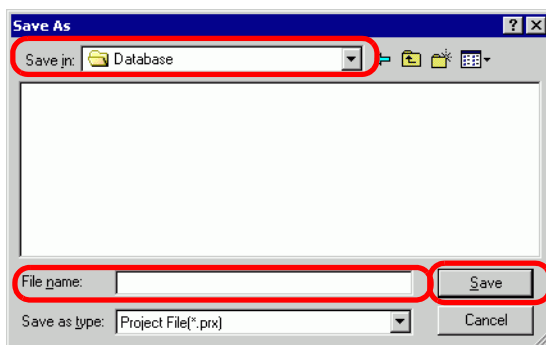 Save As
Save in: Database
File name: Save
Save as type: Project File(*.prx) Cancel